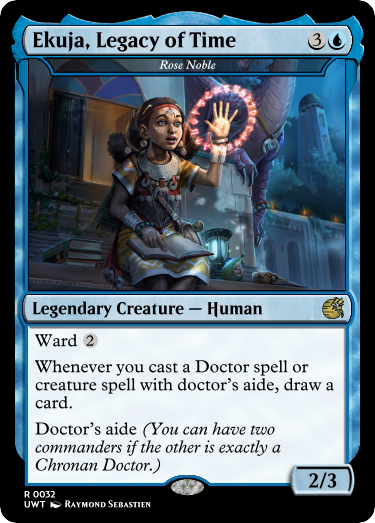 Ekuja, Legacy of Time 3
Rose Noble
Legendary Creature — Human
Ward 2
Whenever you cast a Doctor spell or
creature spell with doctor's aide, draw a
card.
Doctor's aide (You can have two
commanders if the other is exactly a
Chronan Doctor.)
2/3
R 0032
UWT Raymond Sebastien